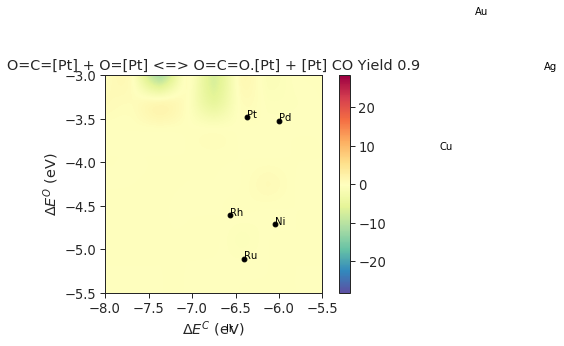 Au
O=C=[Pt] + O=[Pt] <=> O=C=O.[Pt] + [Pt] CO Yield 0.9
Ag
−3.0
−3.5
−4.0
−4.5
−5.0
−5.5
ΔE^O (eV)
Pt
Pd
Cu
Rh
Ni
Ru
20
10
0
−10
−20
−8.0 −7.5 −7.0 −6.5 −6.0 −5.5
ΔE^C (eV)
Ir